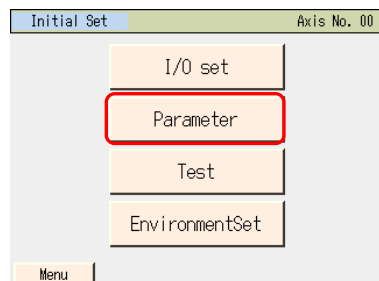 Initial Set Axis No. 00
I/O set
Parameter
Test
EnvironmentSet
Menu